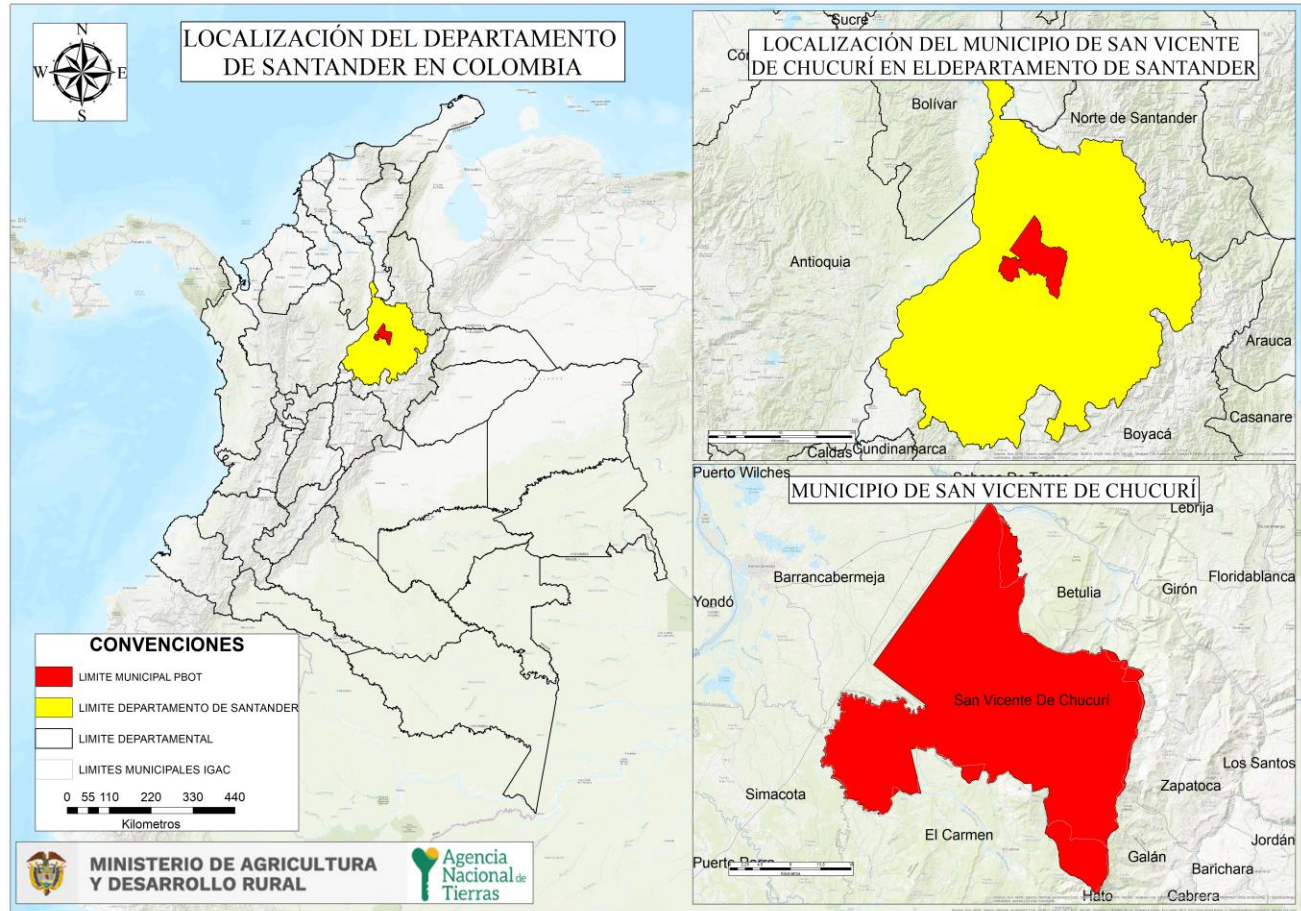 N
W E
S
LOCALIZACIÓN DEL DEPARTAMENTO
DE SANTANDER EN COLOMBIA
CONVENCIONES
LIMITE MUNICIPAL PBOT
LIMITE DEPARTAMENTO DE SANTANDER
LIMITE DEPARTAMENTAL
LIMITES MUNICIPALES IGAC
0 55 110 220 330 440
Kilometros
MINISTERIO DE AGRICULTURA
Y DESARROLLO RURAL
Agencia
Nacional de
Tierras
Sucre
LOCALIZACIÓN DEL MUNICIPIO DE SAN VICENTE
DE CHUCURÍ EN ELDEPARTAMENTO DE SANTANDER
Bolívar
Norte de Santander
Antioquia
Arauca
Casanare
Boyacá
Cundinamarca
Caldas
Puerto Wilches
MUNICIPIO DE SAN VICENTE DE CHUCURÍ
Lebrija
Barrancabermeja
Floridablanca
Betulia
Girón
Yondó
San Vicente De Chucurí
Los Santos
Zapatoca
Simacota
El Carmen
Jordán
Galán
Barichara
Hato
Cabrera